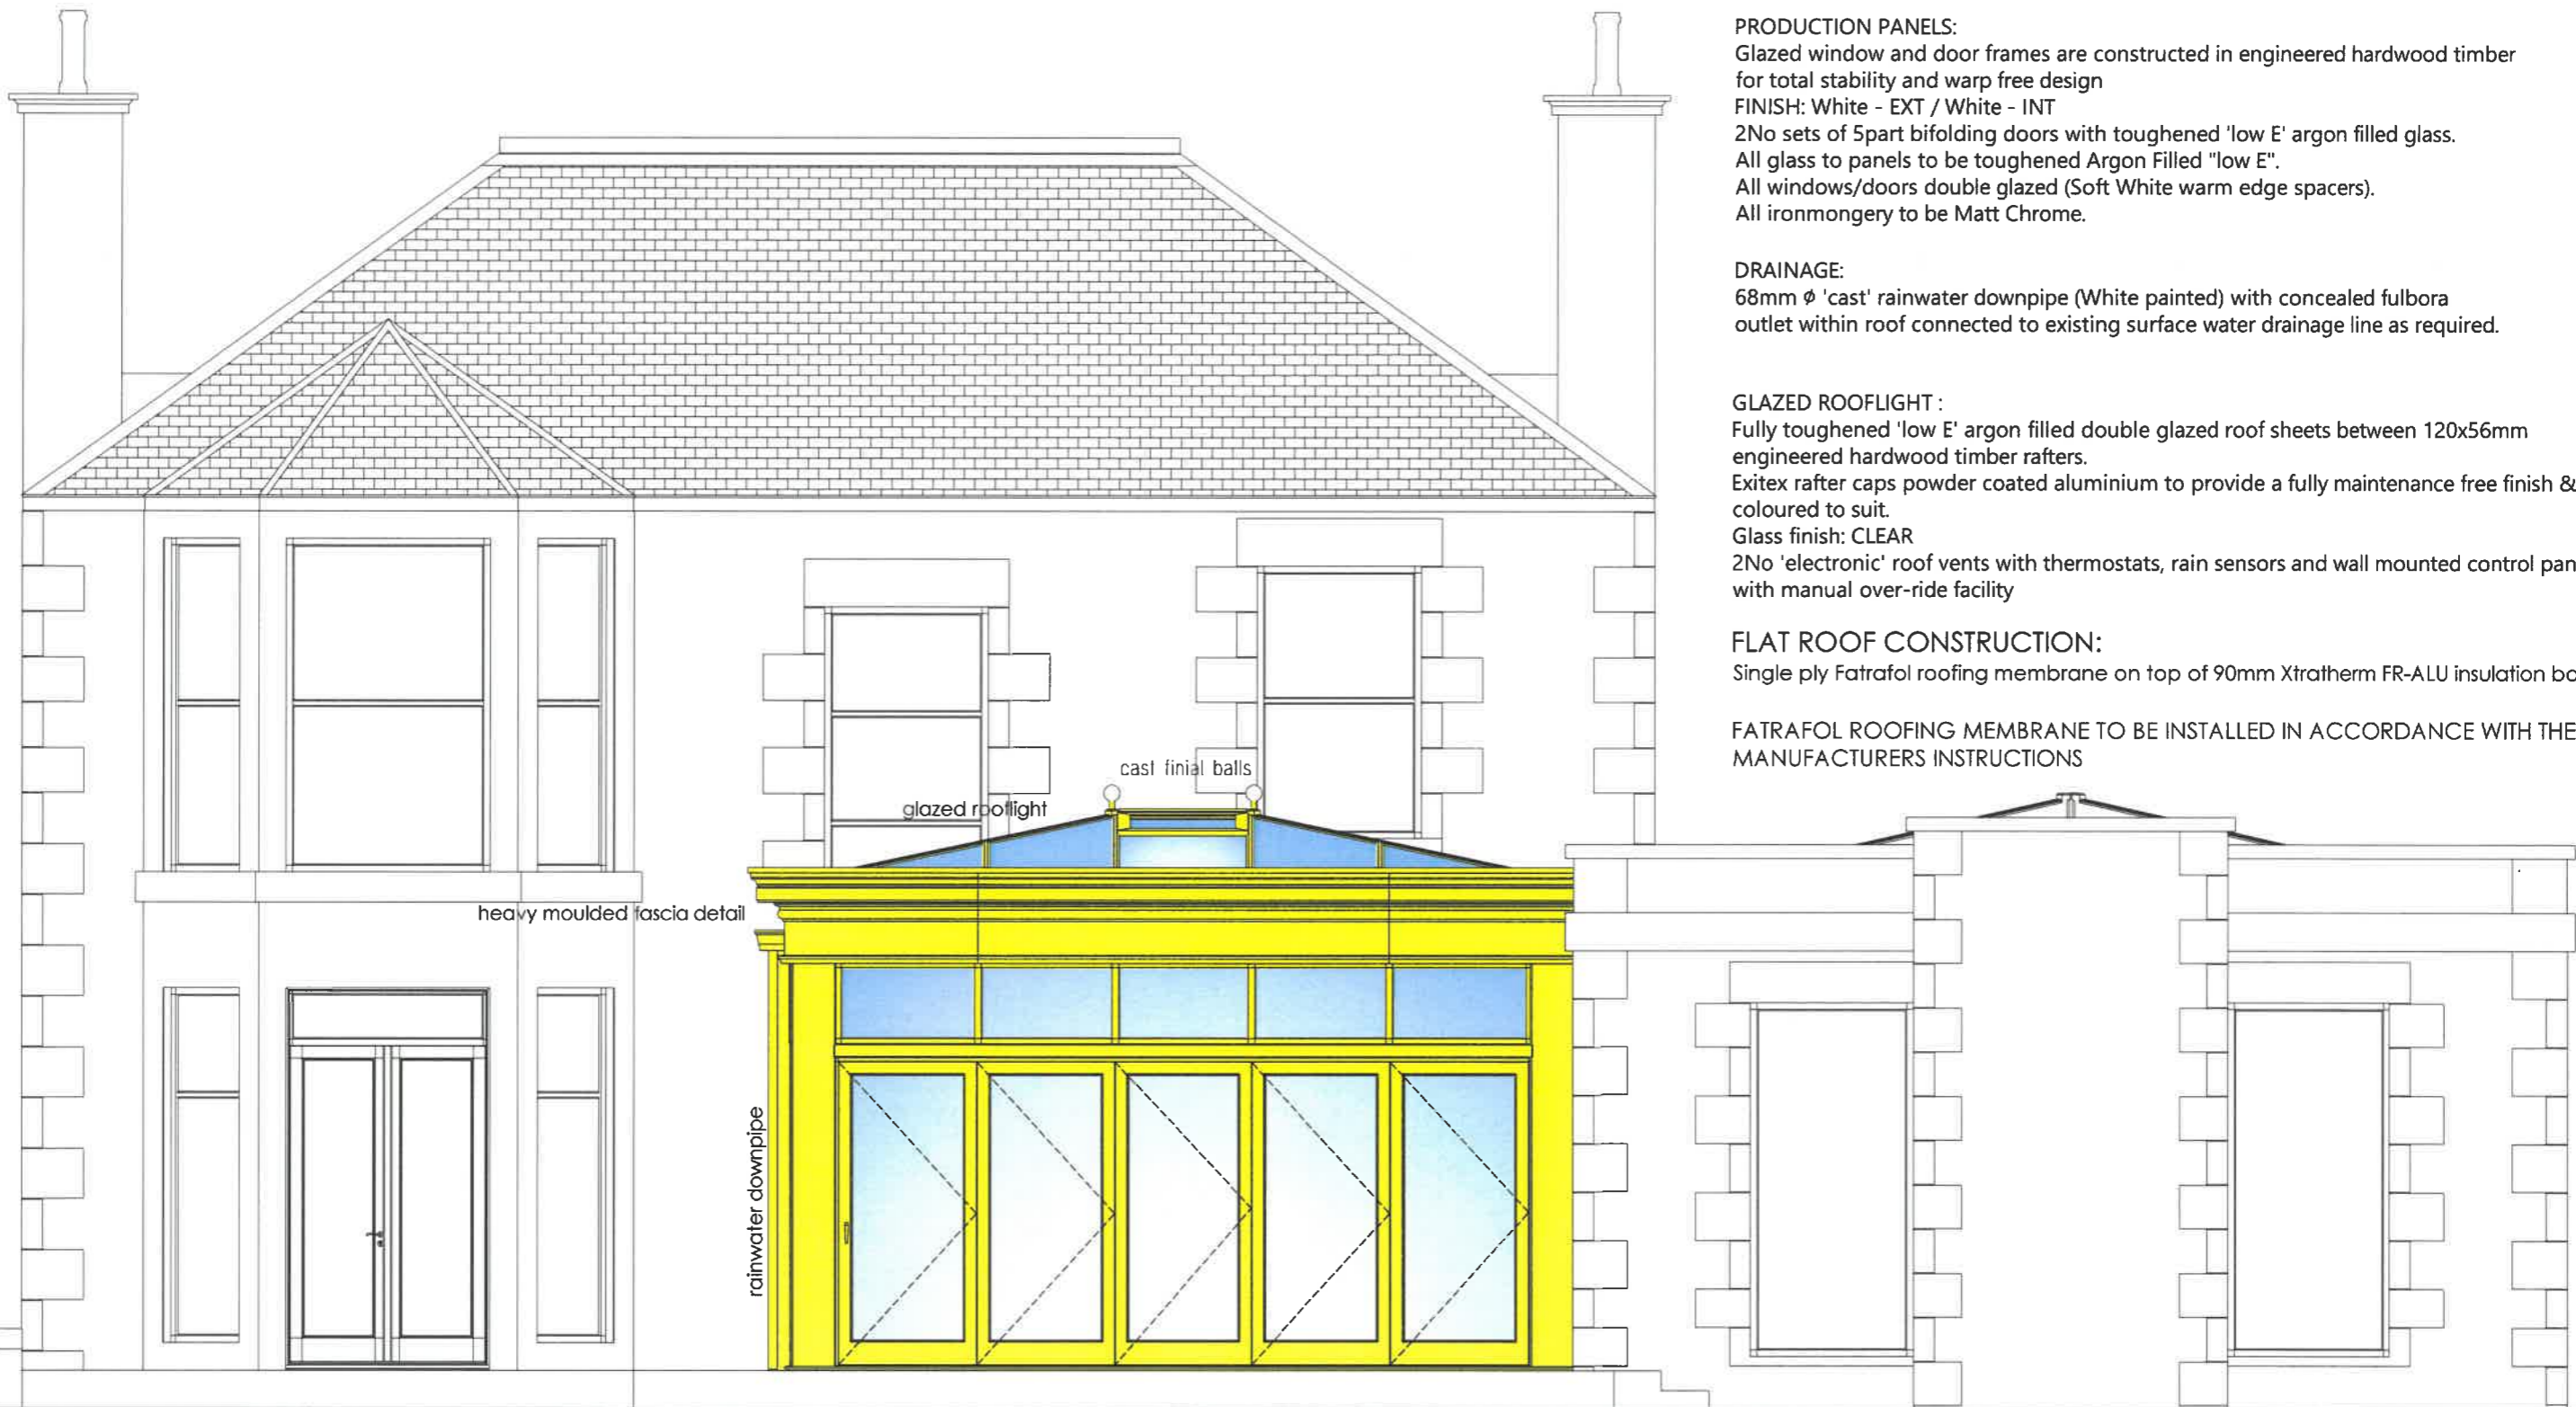 PRODUCTION PANELS:
Glazed window and door frames are constructed in engineered hardwood timber
for total stability and warp free design
FINISH: White - EXT / White - INT
2No sets of 5part bifolding doors with toughened 'low E' argon filled glass.
All glass to panels to be toughened Argon Filled "low E".
All windows/doors double glazed (Soft White warm edge spacers).
All ironmongery to be Matt Chrome.
DRAINAGE:
68mm ⌀ 'cast' rainwater downpipe (White painted) with concealed fulbora
outlet within roof connected to existing surface water drainage line as required.
GLAZED ROOFLIGHT :
Fully toughened 'low E' argon filled double glazed roof sheets between 120x56mm
engineered hardwood timber rafters.
Exitex rafter caps powder coated aluminium to provide a fully maintenance free finish &
coloured to suit.
Glass finish: CLEAR
2No 'electronic' roof vents with thermostats, rain sensors and wall mounted control pan
with manual over-ride facility
FLAT ROOF CONSTRUCTION:
Single ply Fatrafol roofing membrane on top of 90mm Xtratherm FR-ALU insulation bo
FATRAFOL ROOFING MEMBRANE TO BE INSTALLED IN ACCORDANCE WITH THE
MANUFACTURERS INSTRUCTIONS
cast finial balls
glazed rooflight
heavy moulded fascia detail
rainwater downpipe